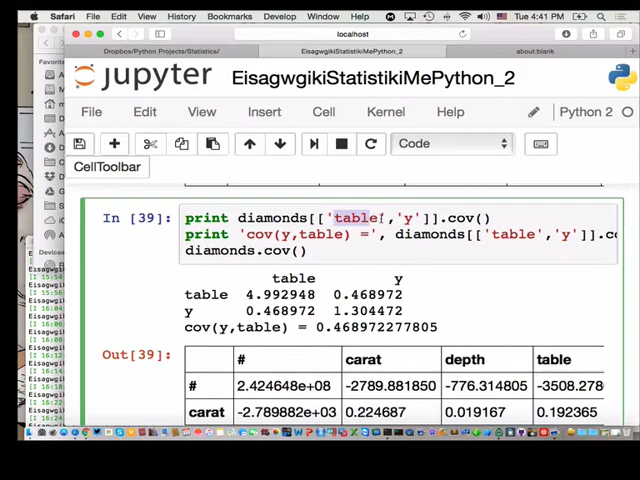 Safari File Edit View History Bookmarks Develop Window Help Tue 4:41 PM
localhost
Dropbox/Python Projects/Statistics/ EisagwgikiStatistikiMePython_2 about:blank
Favorites
jupyter EisagwgikiStatistikiMePython_2
File Edit View Insert Cell Kernel Help Python 2
Code
CellToolbar
In [39]: print diamonds[['table','y']].cov()
print 'cov(y,table) =', diamonds[['table','y']].co
diamonds.cov()
table y
table 4.992948 0.468972
y 0.468972 1.304472
cov(y,table) = 0.468972277805
Out[39]:
# carat depth table
# 2.424648e+08 -2789.881850 -776.314805 -3508.278
carat -2.789882e+03 0.224687 0.019167 0.192365